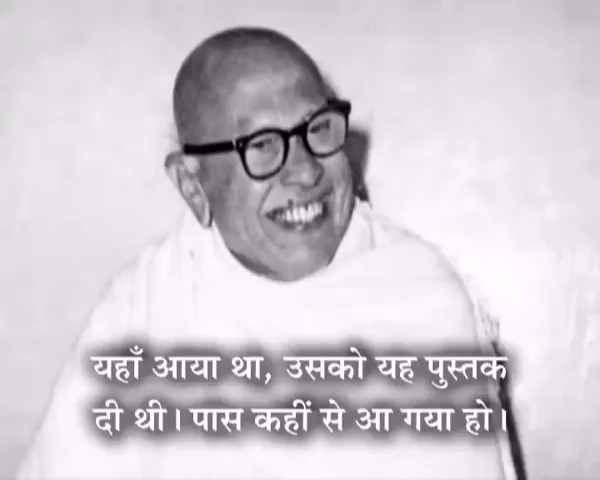 यहाँ आया था, उसको यह पुस्तक
दी थी। पास कहीं से आ गया हो।